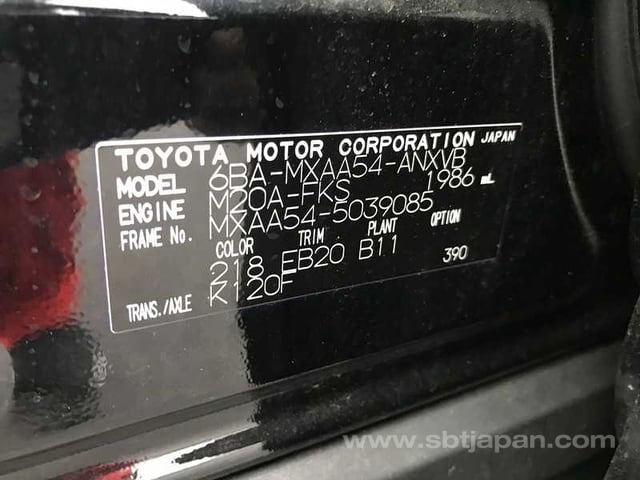 TOYOTA MOTOR CORPORATION JAPAN
MODEL 6BA-MXAA54-ANXVB
ENGINE M20A-FKS 1986 mL
FRAME No. MXAA54-5039085
COLOR TRIM PLANT OPTION
218 EB20 B11 390
TRANS./AXLE K120F
www.sbtjapan.com